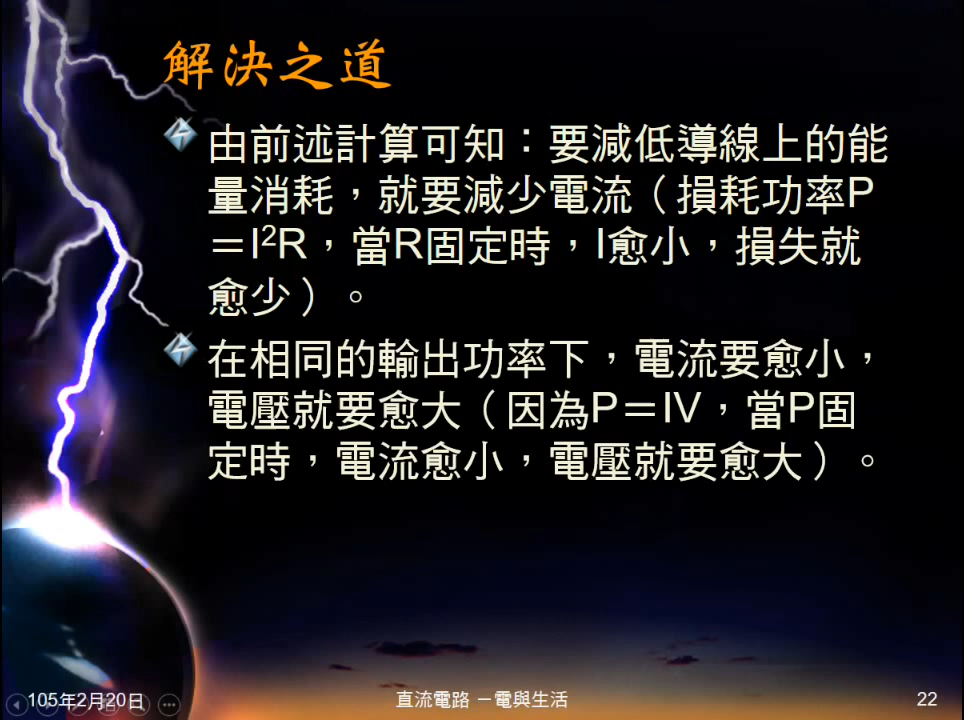 解決之道
由前述計算可知：要減低導線上的能
量消耗，就要減少電流（損耗功率P
＝I²R，當R固定時，I愈小，損失就
愈少）。
在相同的輸出功率下，電流要愈小，
電壓就要愈大（因為P＝IV，當P固
定時，電流愈小，電壓就要愈大）。
105年2月20日
直流電路 －電與生活
22